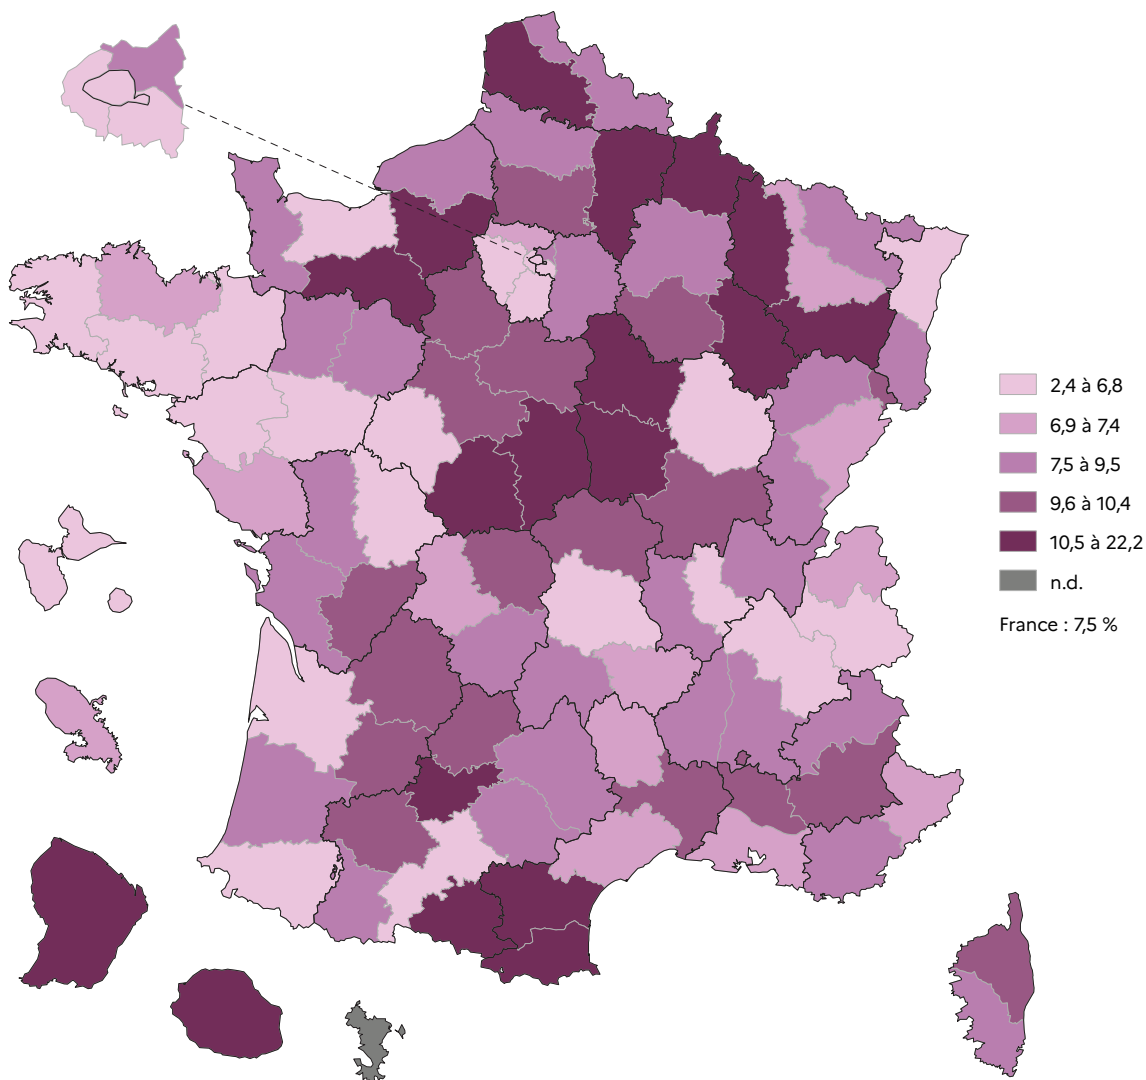 2,4 à 6,8
6,9 à 7,4
7,5 à 9,5
9,6 à 10,4
10,5 à 22,2
n.d.
France : 7,5 %